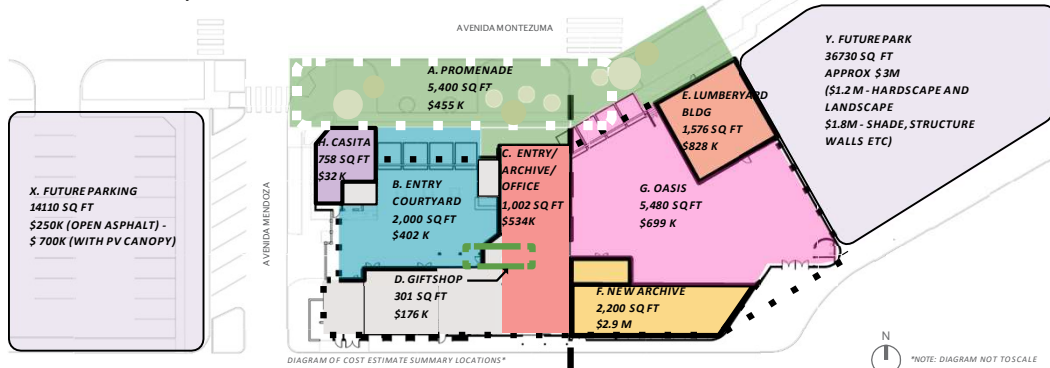 AVENIDA MONTEZUMA
A. PROMENADE
5,400 SQ FT
$455 K
Y. FUTURE PARK
36730 SQ FT
APPROX $3M
($1.2 M - HARDSCAPE AND
LANDSCAPE
$1.8M - SHADE, STRUCTURE
WALLS ETC)
E. LUMBERYARD
BLDG
1,576 SQ FT
$828 K
H. CASITA
758 SQ FT
$32 K
C. ENTRY/
ARCHIVE/
OFFICE
1,002 SQ FT
$534K
B. ENTRY
COURTYARD
2,000 SQ FT
$402 K
G. OASIS
5,480 SQ FT
$699 K
X. FUTURE PARKING
14110 SQ FT
$250K (OPEN ASPHALT) -
$ 700K (WITH PV CANOPY)
AVENIDA MENDOZA
D. GIFTSHOP
301 SQ FT
$176 K
F. NEW ARCHIVE
2,200 SQ FT
$2.9 M
DIAGRAM OF COST ESTIMATE SUMMARY LOCATIONS*
N
*NOTE: DIAGRAM NOT TO SCALE